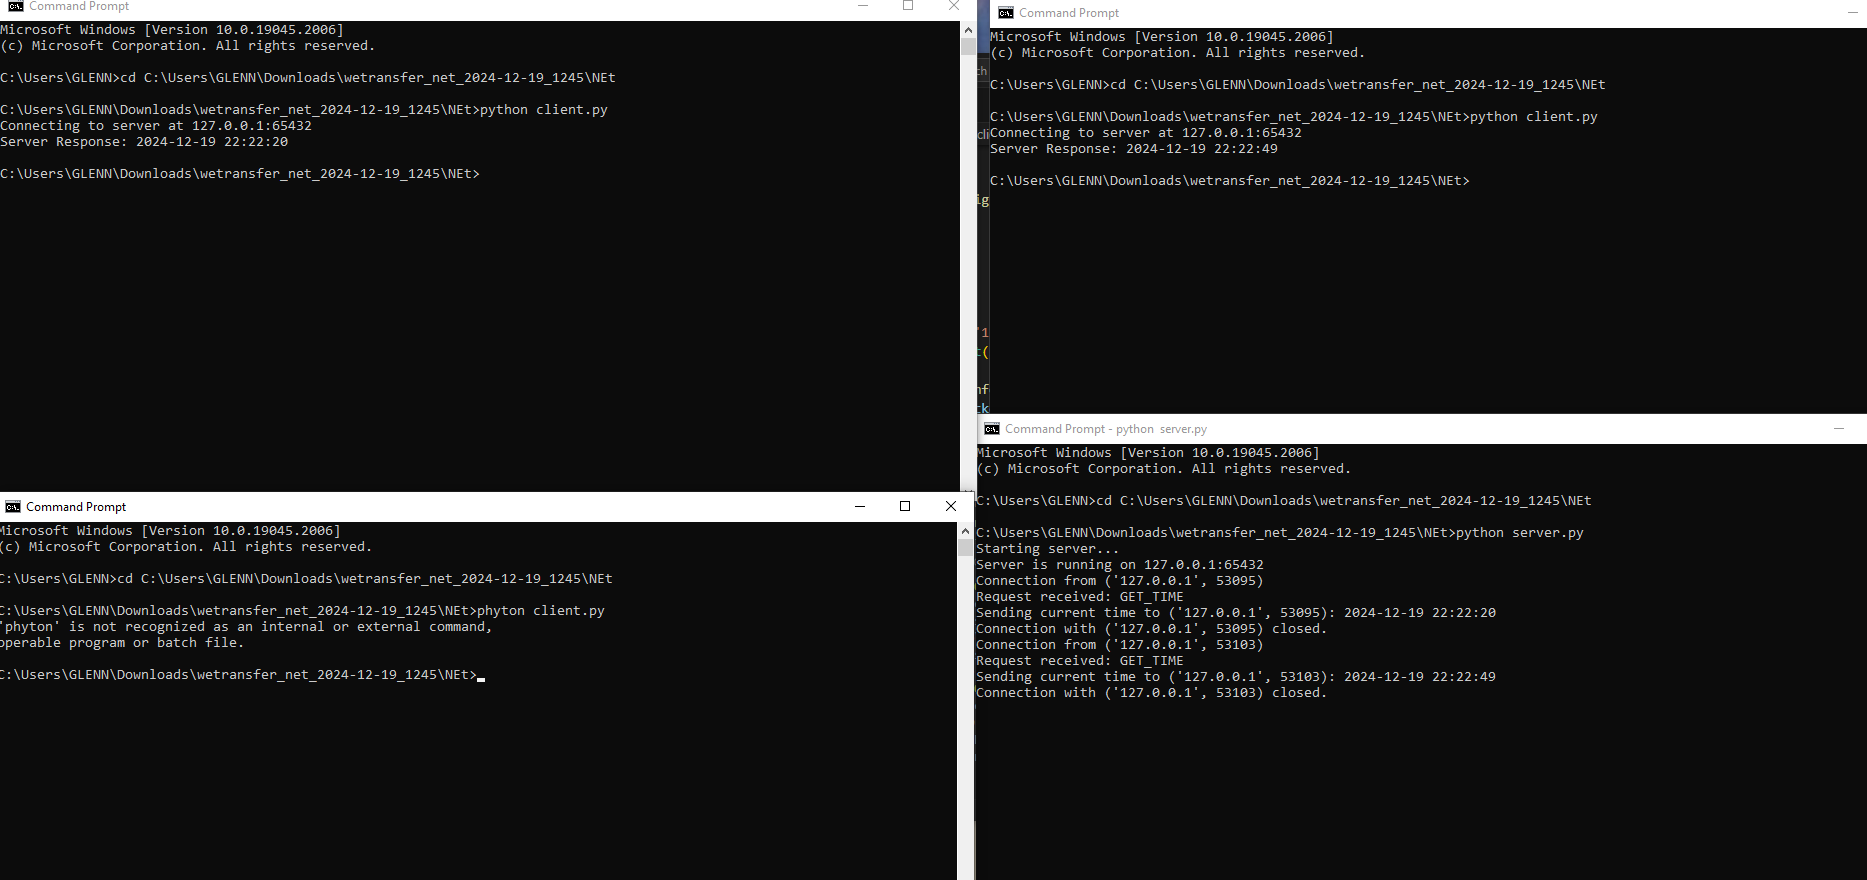 Command Prompt
Microsoft Windows [Version 10.0.19045.2006]
(c) Microsoft Corporation. All rights reserved.
C:\Users\GLENN>cd C:\Users\GLENN\Downloads\wetransfer_net_2024-12-19_1245\NEt
C:\Users\GLENN\Downloads\wetransfer_net_2024-12-19_1245\NEt>python client.py
Connecting to server at 127.0.0.1:65432
Server Response: 2024-12-19 22:22:20
C:\Users\GLENN\Downloads\wetransfer_net_2024-12-19_1245\NEt>
Command Prompt
Microsoft Windows [Version 10.0.19045.2006]
(c) Microsoft Corporation. All rights reserved.
C:\Users\GLENN>cd C:\Users\GLENN\Downloads\wetransfer_net_2024-12-19_1245\NEt
C:\Users\GLENN\Downloads\wetransfer_net_2024-12-19_1245\NEt>python client.py
Connecting to server at 127.0.0.1:65432
Server Response: 2024-12-19 22:22:49
C:\Users\GLENN\Downloads\wetransfer_net_2024-12-19_1245\NEt>
ch
cli
ig
'1
t(
nf
ck
Command Prompt
Microsoft Windows [Version 10.0.19045.2006]
(c) Microsoft Corporation. All rights reserved.
C:\Users\GLENN>cd C:\Users\GLENN\Downloads\wetransfer_net_2024-12-19_1245\NEt
C:\Users\GLENN\Downloads\wetransfer_net_2024-12-19_1245\NEt>phyton client.py
'phyton' is not recognized as an internal or external command,
operable program or batch file.
C:\Users\GLENN\Downloads\wetransfer_net_2024-12-19_1245\NEt>
Command Prompt - python server.py
Microsoft Windows [Version 10.0.19045.2006]
(c) Microsoft Corporation. All rights reserved.
C:\Users\GLENN>cd C:\Users\GLENN\Downloads\wetransfer_net_2024-12-19_1245\NEt
C:\Users\GLENN\Downloads\wetransfer_net_2024-12-19_1245\NEt>python server.py
Starting server...
Server is running on 127.0.0.1:65432
Connection from ('127.0.0.1', 53095)
Request received: GET_TIME
Sending current time to ('127.0.0.1', 53095): 2024-12-19 22:22:20
Connection with ('127.0.0.1', 53095) closed.
Connection from ('127.0.0.1', 53103)
Request received: GET_TIME
Sending current time to ('127.0.0.1', 53103): 2024-12-19 22:22:49
Connection with ('127.0.0.1', 53103) closed.